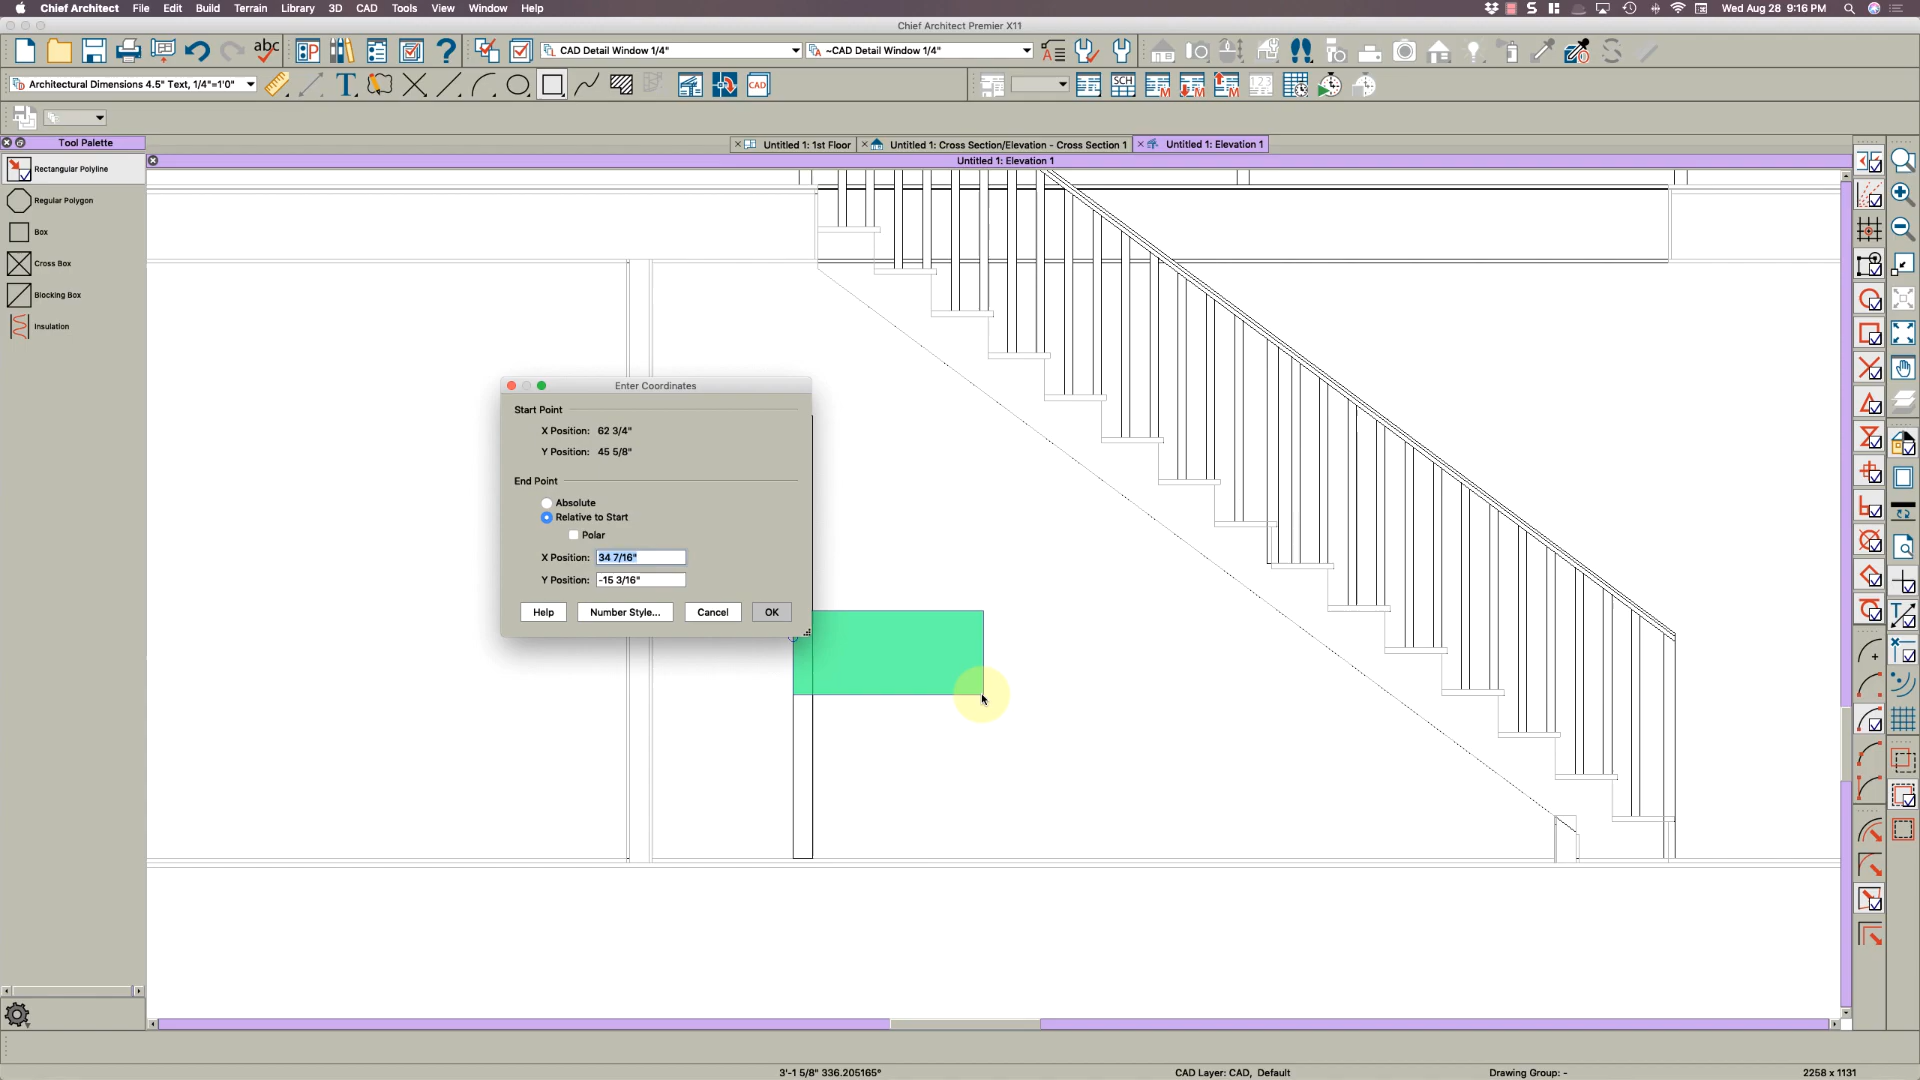 Chief Architect File Edit Build Terrain Library 3D CAD Tools View Window Help
Wed Aug 28 9:16 PM
Chief Architect Premier X11
abc
CAD Detail Window 1/4"
~CAD Detail Window 1/4"
Architectural Dimensions 4.5" Text, 1/4"=1'0"
T
CAD
SCH
123
Tool Palette
Untitled 1: 1st Floor
Untitled 1: Cross Section/Elevation - Cross Section 1
Untitled 1: Elevation 1
Untitled 1: Elevation 1
Rectangular Polyline
Regular Polygon
Box
Cross Box
Blocking Box
Insulation
Enter Coordinates
Start Point
X Position: 62 3/4"
Y Position: 45 5/8"
End Point
Absolute
Relative to Start
Polar
X Position: 34 7/16"
Y Position: -15 3/16"
Help
Number Style...
Cancel
OK
3'-1 5/8" 336.205165°
CAD Layer: CAD, Default
Drawing Group: -
2258 x 1131